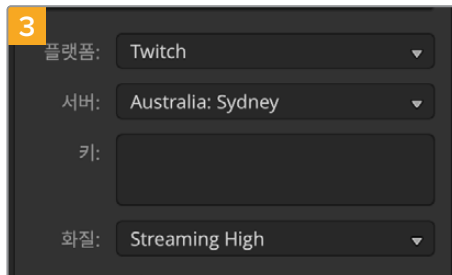 3
플랫폼: Twitch
서버: Australia: Sydney
키:
화질: Streaming High